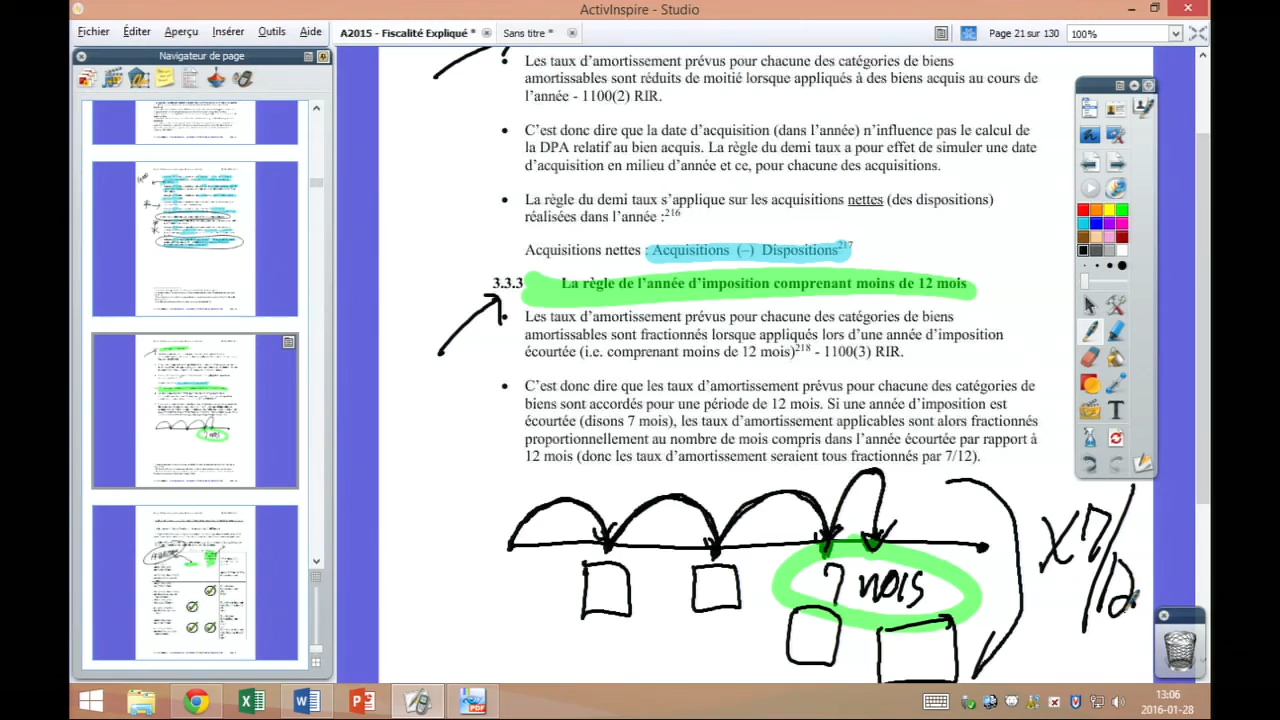 ActivInspire - Studio
Fichier Éditer Aperçu Insérer Outils Aide
A2015 - Fiscalité Expliqué * Sans titre *
Page 21 sur 130 100%
Navigateur de page
Les taux d'amortissement prévus pour chacune des catégories de biens
amortissables sont réduits de moitié lorsque appliqués à des biens acquis au cours de
l'année - 1100(2) RIR.
C'est donc dire que la date d'acquisition (dans l'année) n'influence pas le calcul de
la DPA relatif au bien acquis. La règle du demi taux a pour effet de simuler une date
d'acquisition en milieu d'année et ce, pour chacune des acquisitions.
La règle du demi-taux s'applique sur les acquisitions nettes (des dispositions)
réalisées dans l'année :216
Acquisitions nettes : Acquisitions (–) Dispositions217
3.3.3 La règle de l'année d'imposition comprenant moins de 12 mois
Les taux d'amortissement prévus pour chacune des catégories de biens
amortissables sont fractionnés lorsque appliqués lors d'une année d'imposition
écourtée (i.e. comprenant moins de 12 mois)218 - 1100(3) RIR.
C'est donc dire que les taux d'amortissement prévus pour chacune des catégories de
biens sont annuels, pour une période de 12 mois. Si une année d'imposition est
écourtée (disons 7 mois), les taux d'amortissement applicables sont alors fractionnés
proportionnellement au nombre de mois compris dans l'année écourtée par rapport à
12 mois (donc les taux d'amortissement seraient tous fractionnés par 7/12).
7 MOIS
X7/12
13:06
2016-01-28